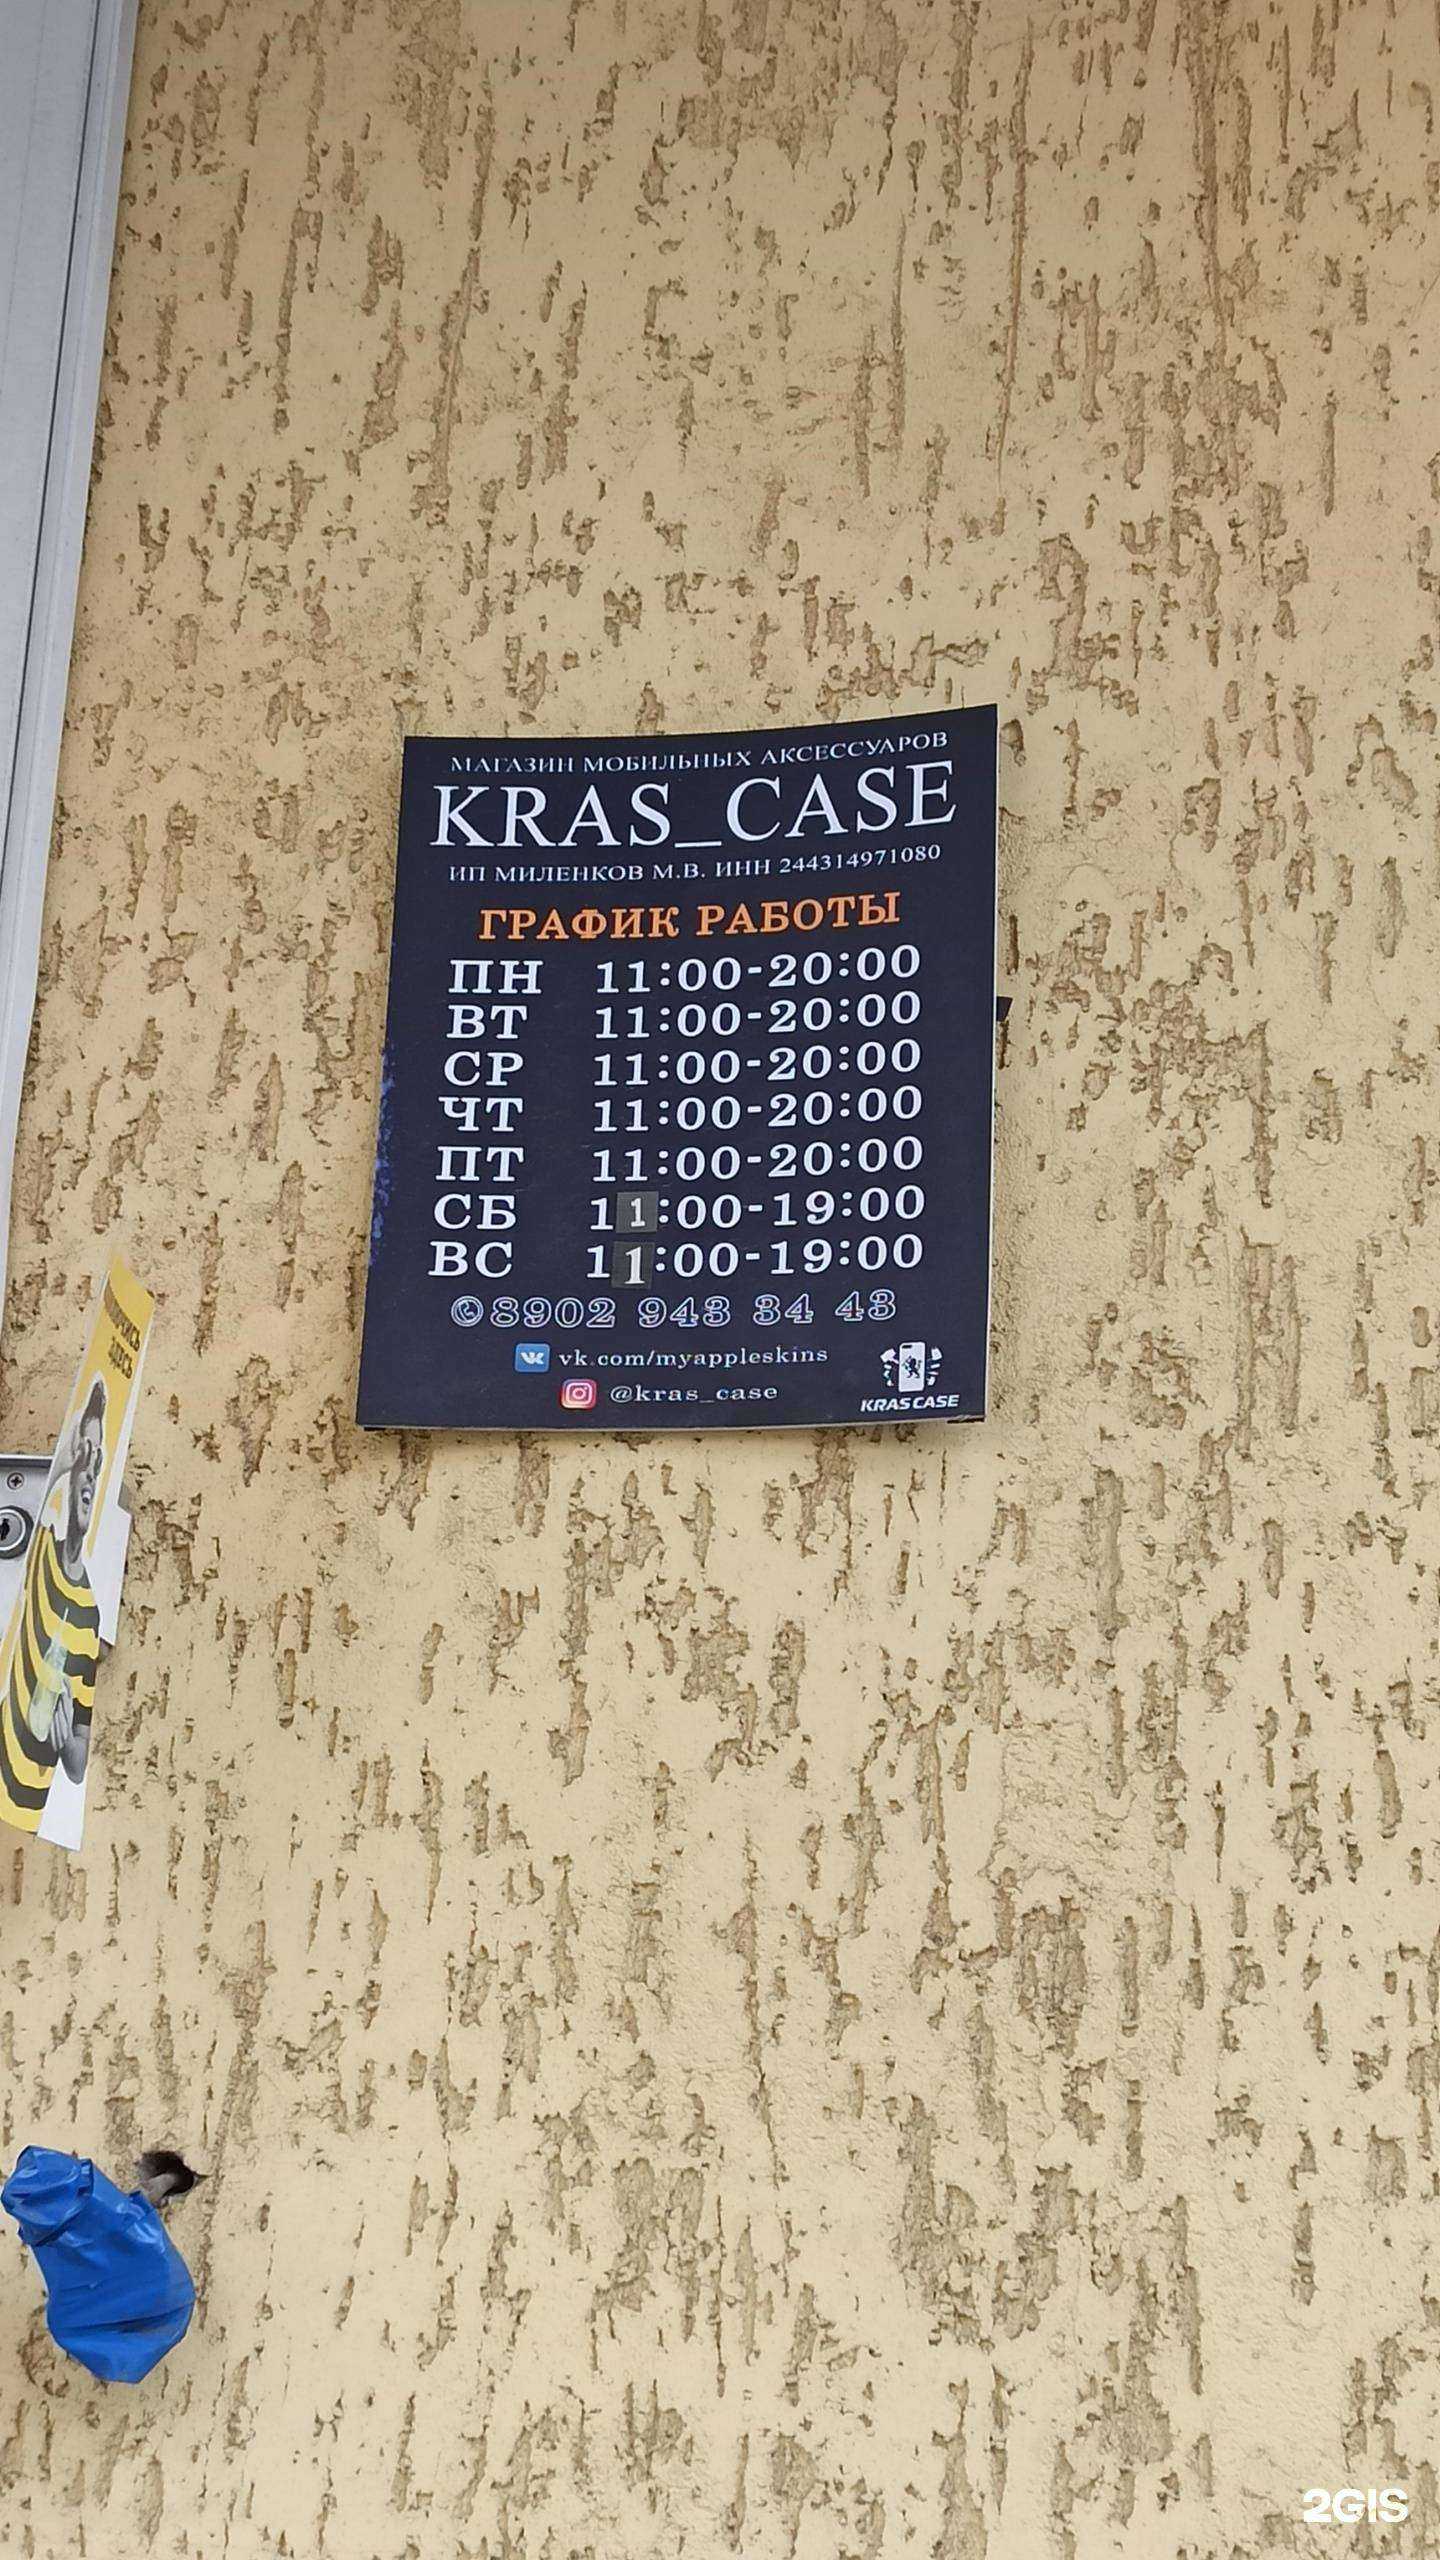 МАГАЗИН МОБИЛЬНЫХ АКСЕССУАРОВ
KRAS_CASE
ИП МИЛЕНКОВ М.В. ИНН 244314971080
ГРАФИК РАБОТЫ
ПН 11:00-20:00
ВТ 11:00-20:00
СР 11:00-20:00
ЧТ 11:00-20:00
ПТ 11:00-20:00
СБ 11:00-19:00
ВС 11:00-19:00
8902 943 34 43
vk.com/myappleskins
@kras_case
KRAS CASE
ЗДЕСЬ
2GIS